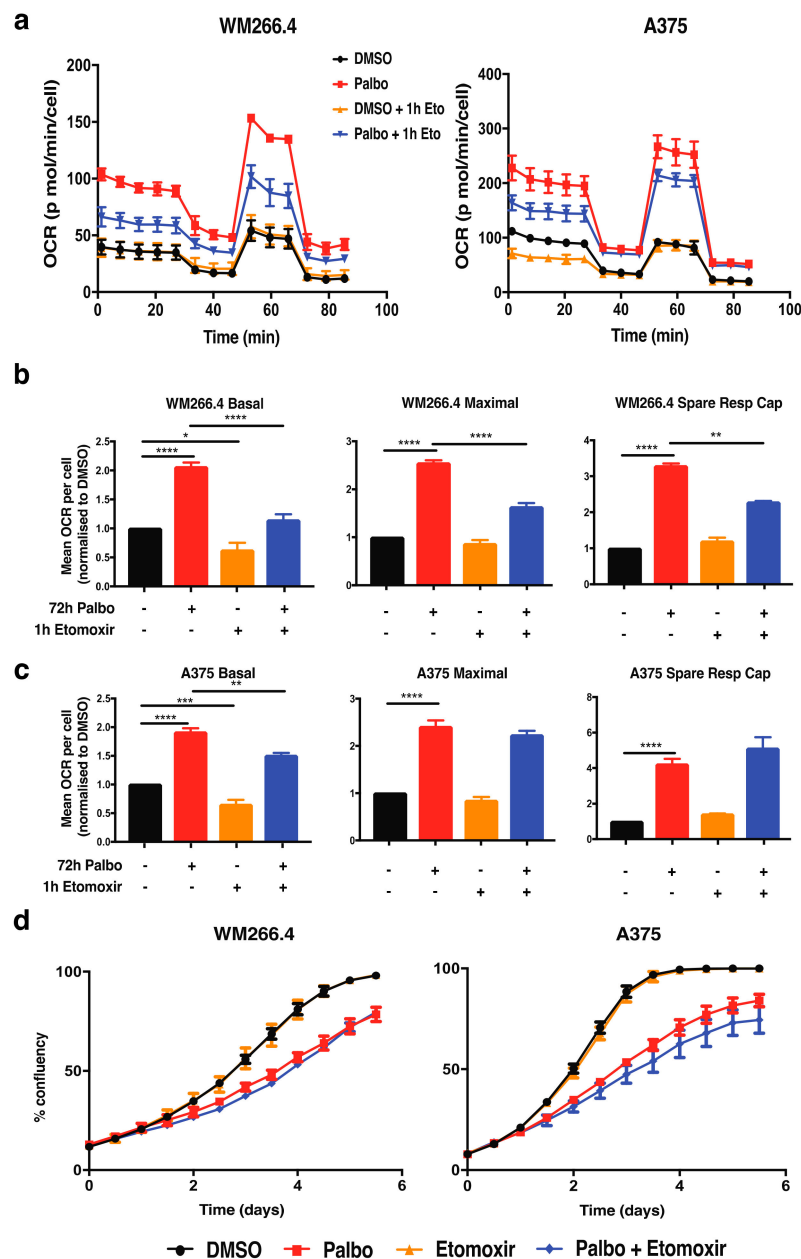 a
WM266.4
A375
DMSO
Palbo
DMSO + 1h Eto
Palbo + 1h Eto
OCR (p mol/min/cell)
200
150
100
50
0
0 20 40 60 80 100
Time (min)
OCR (p mol/min/cell)
400
300
200
100
0
0 20 40 60 80 100
Time (min)
b
WM266.4 Basal
WM266.4 Maximal
WM266.4 Spare Resp Cap
Mean OCR per cell
(normalised to DMSO)
2.5
2.0
1.5
1.0
0.5
0.0
****
*
****
3
2
1
0
****
****
4
3
2
1
0
****
**
72h Palbo - + - + - + - + - + - +
1h Etomoxir - - + + - - + + - - + +
c
A375 Basal
A375 Maximal
A375 Spare Resp Cap
Mean OCR per cell
(normalised to DMSO)
2.5
2.0
1.5
1.0
0.5
0.0
**
***
****
3
2
1
0
****
8
6
4
2
0
****
72h Palbo - + - + - + - + - + - +
1h Etomoxir - - + + - - + + - - + +
d
WM266.4
A375
% confluency
100
50
0
0 2 4 6
Time (days)
100
50
0
0 2 4 6
Time (days)
DMSO Palbo Etomoxir Palbo + Etomoxir